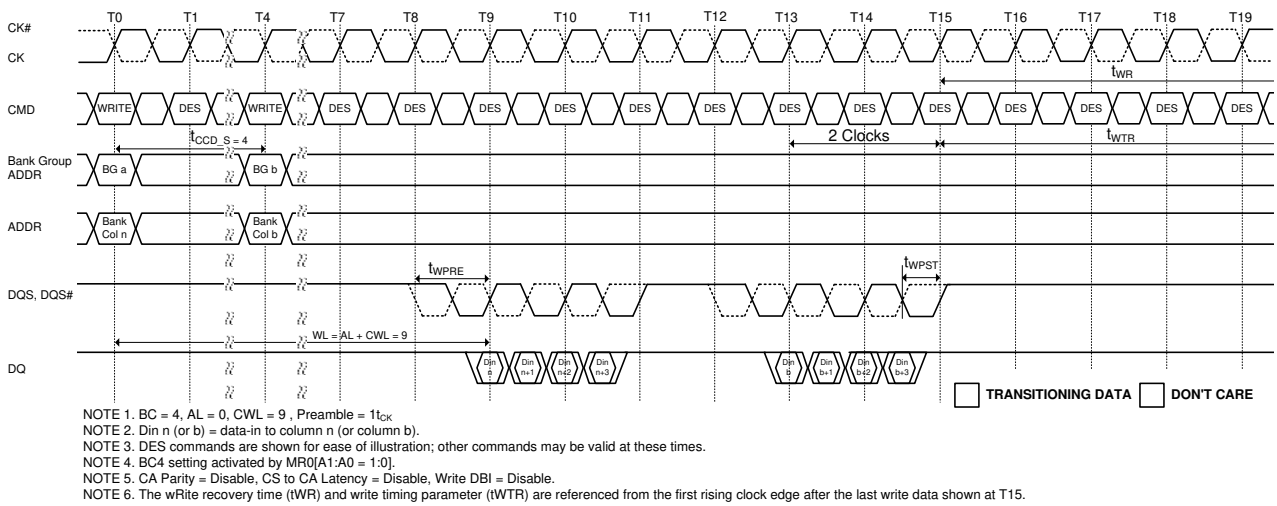 T0 T1 T4 T7 T8 T9 T10 T11 T12 T13 T14 T15 T16 T17 T18 T19
CK#
CK
tWR
CMD WRITE DES WRITE DES DES DES DES DES DES DES DES DES DES DES DES DES
tCCD_S = 4
2 Clocks
tWTR
Bank Group
ADDR
BG a BG b
ADDR
Bank
Col n
Bank
Col b
tWPRE
tWPST
DQS, DQS#
WL = AL + CWL = 9
DQ
Din
n
Din
n+1
Din
n+2
Din
n+3
Din
b
Din
b+1
Din
b+2
Din
b+3
TRANSITIONING DATA DON'T CARE
NOTE 1. BC = 4, AL = 0, CWL = 9 , Preamble = 1tCK
NOTE 2. Din n (or b) = data-in to column n (or column b).
NOTE 3. DES commands are shown for ease of illustration; other commands may be valid at these times.
NOTE 4. BC4 setting activated by MR0[A1:A0 = 1:0].
NOTE 5. CA Parity = Disable, CS to CA Latency = Disable, Write DBI = Disable.
NOTE 6. The wRite recovery time (tWR) and write timing parameter (tWTR) are referenced from the first rising clock edge after the last write data shown at T15.